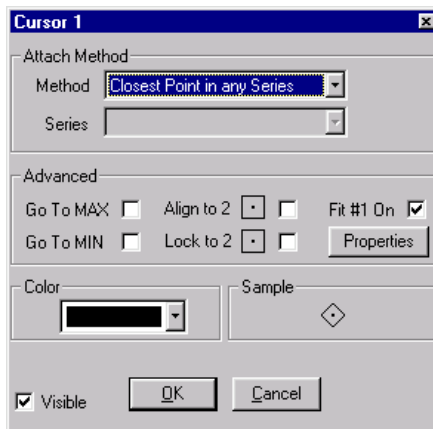 Cursor 1
Attach Method
Method Closest Point in any Series
Series
Advanced
Go To MAX Align to 2 Fit #1 On
Go To MIN Lock to 2 Properties
Color Sample
Visible OK Cancel